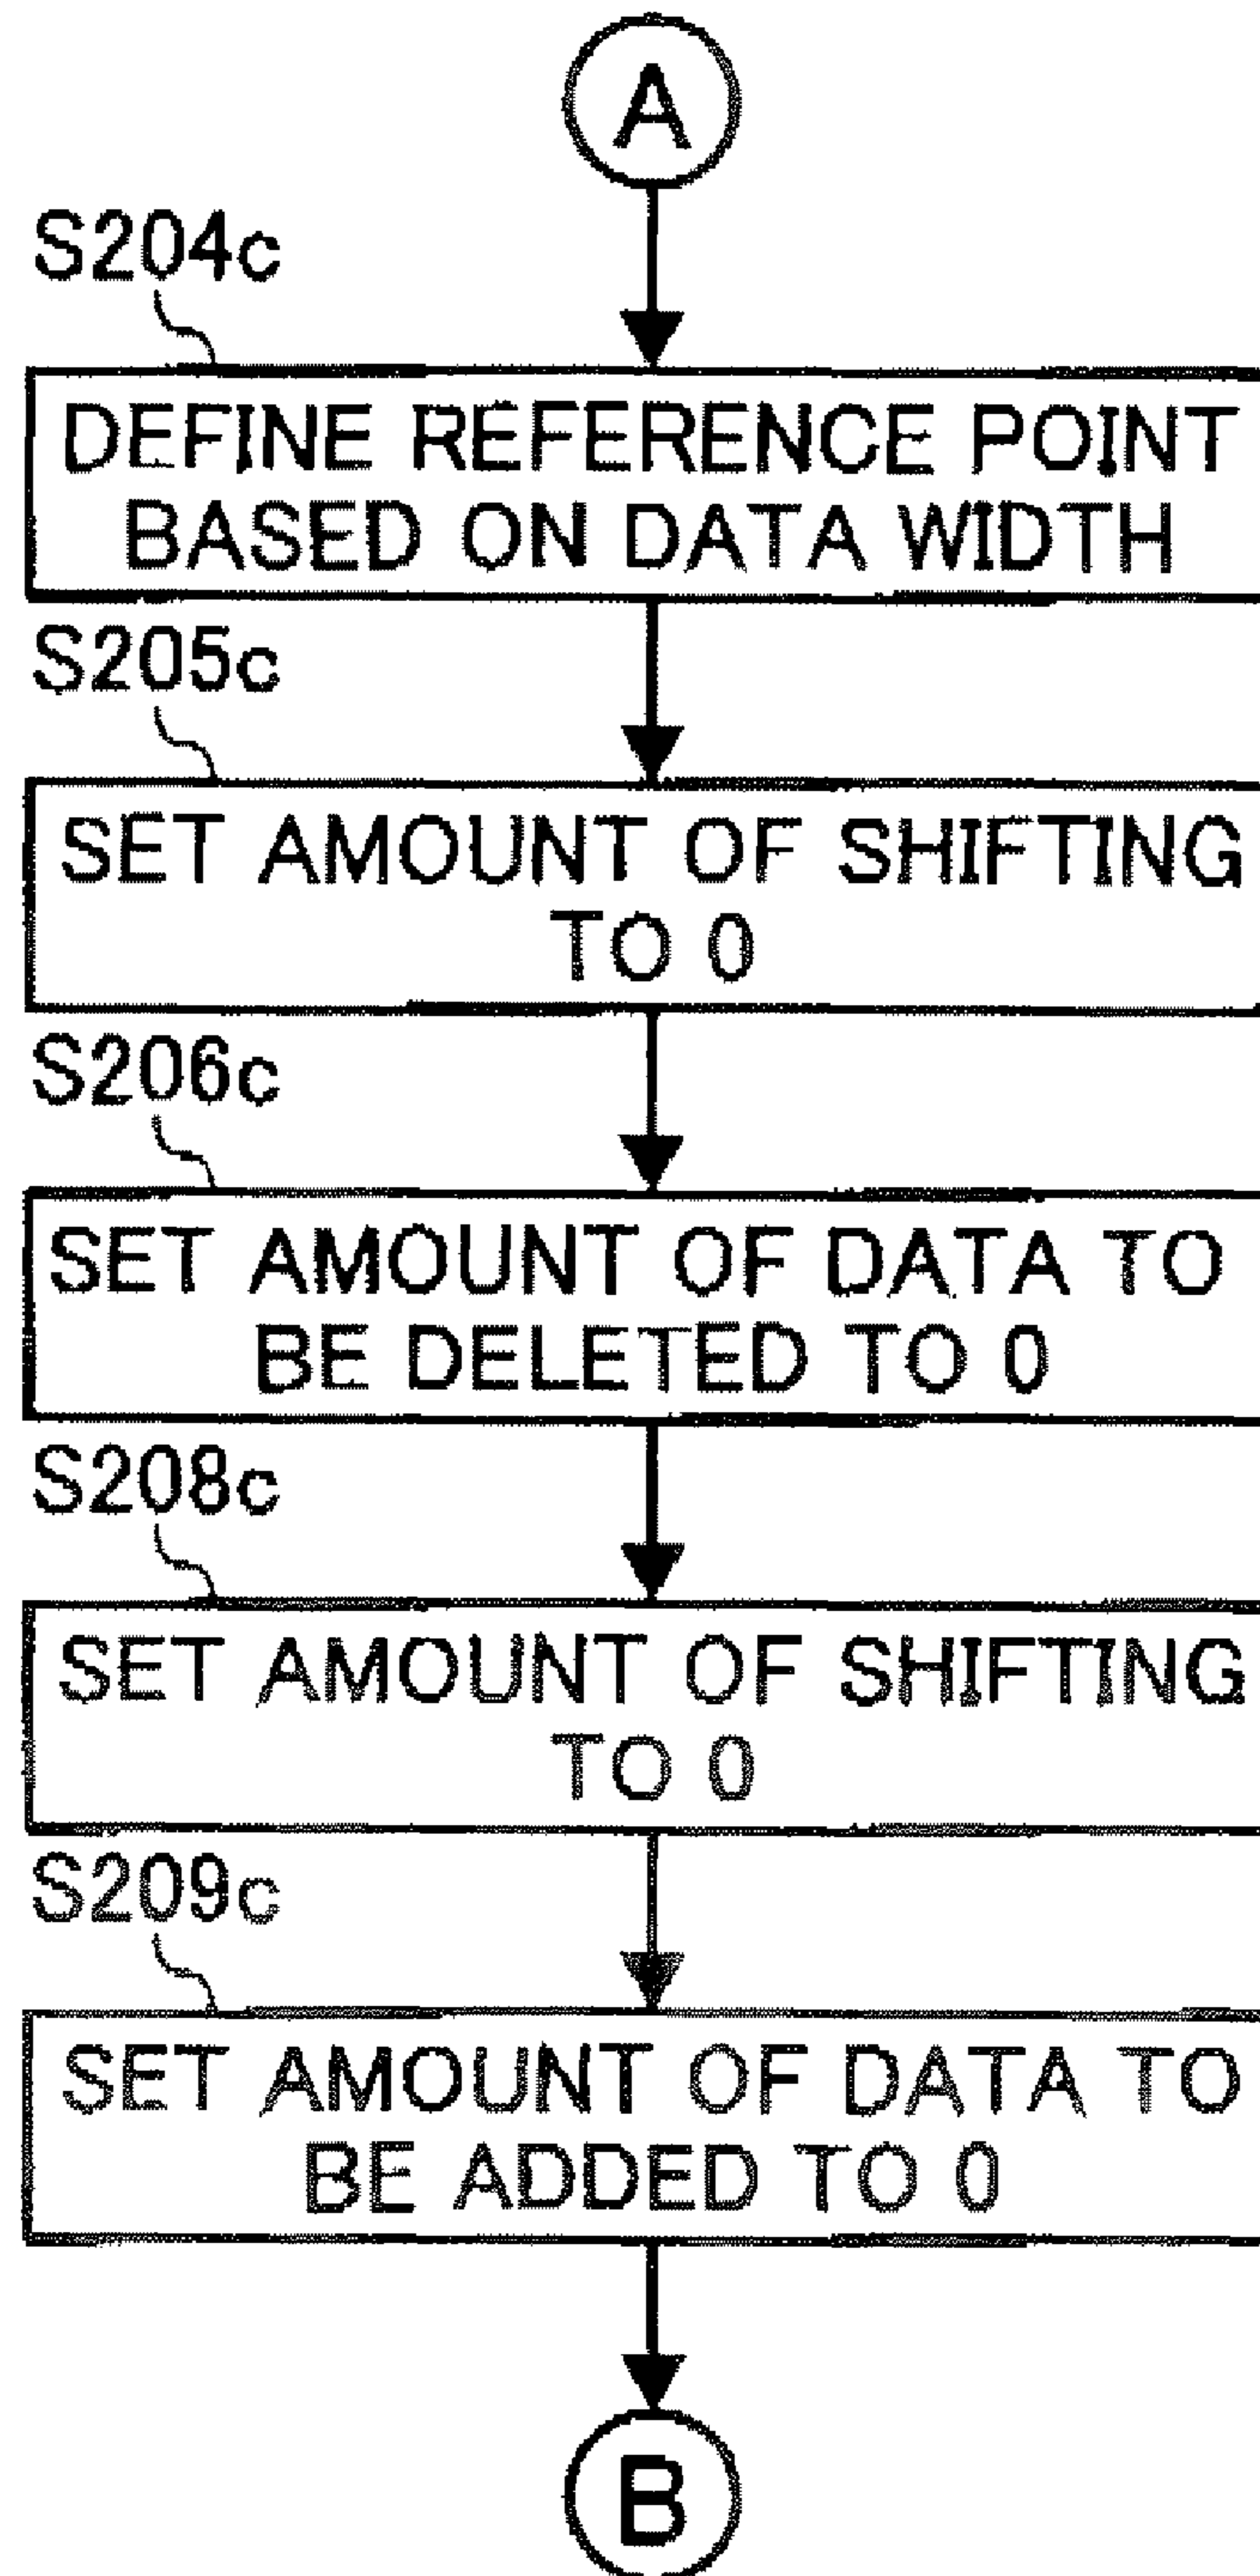 A
S204c
DEFINE REFERENCE POINT
BASED ON DATA WIDTH
S205c
SET AMOUNT OF SHIFTING
TO 0
S206c
SET AMOUNT OF DATA TO
BE DELETED TO 0
S208c
SET AMOUNT OF SHIFTING
TO 0
S209c
SET AMOUNT OF DATA TO
BE ADDED TO 0
B